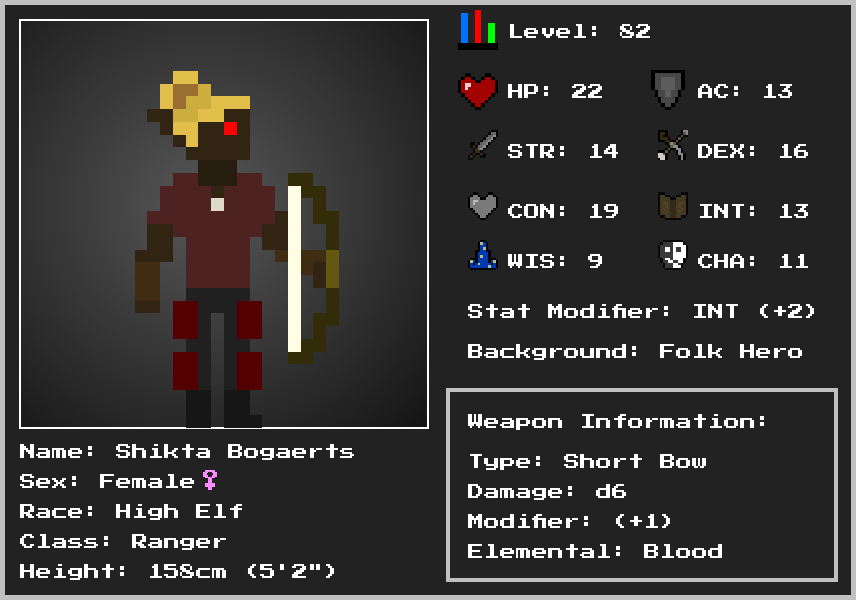 Level: 82
HP: 22
AC: 13
STR: 14
DEX: 16
CON: 19
INT: 13
WIS: 9
CHA: 11
Stat Modifier: INT (+2)
Background: Folk Hero
Weapon Information:
Type: Short Bow
Damage: d6
Modifier: (+1)
Elemental: Blood
Name: Shikta Bogaerts
Sex: Female♀
Race: High Elf
Class: Ranger
Height: 158cm (5'2")